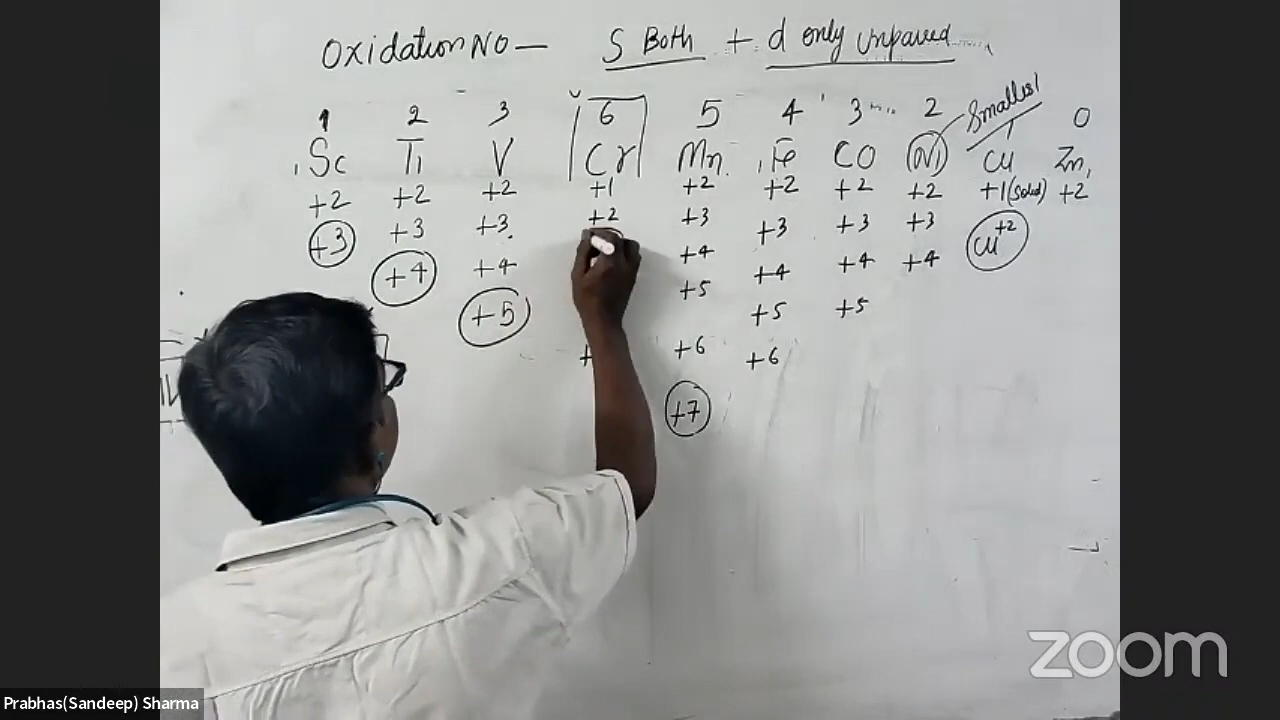 Oxidation NO — S Both + d only unpaired
1 2 3 6 5 4 3 2 Smallest 0
Sc Ti V Cr Mn Fe CO (Ni) Cu Zn
+2 +2 +2 +1 +2 +2 +2 +2 +1(solid) +2
+3 +3 +3 +2 +3 +3 +3 +3 Cu+2
+4 +4 +4 +4 +4 +4
+5 +5 +5 +5
+6 +6
+7
zoom
Prabhas(Sandeep) Sharma